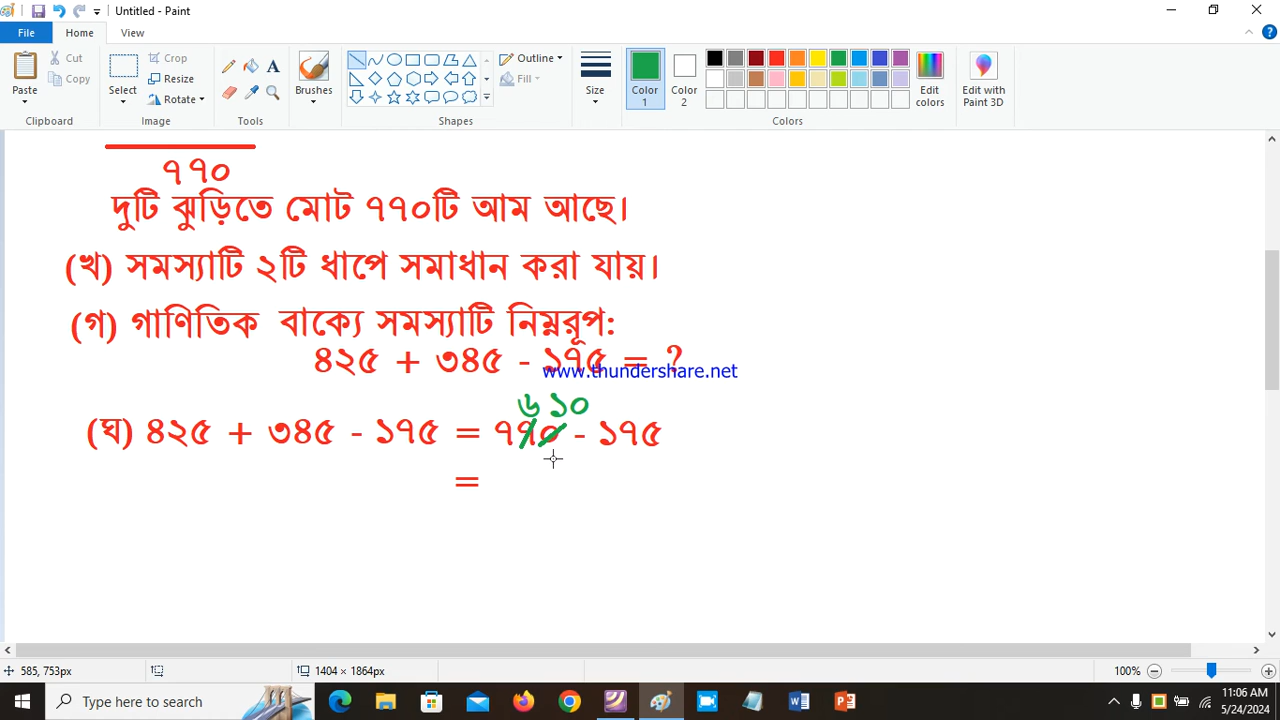 Untitled - Paint
File Home View
Paste Cut Copy Clipboard
Select Crop Resize Rotate Image
Tools
Brushes
Outline Fill Shapes
Size
Color 1 Color 2 Edit colors Colors
Edit with Paint 3D
৭৭০
দুটি ঝুড়িতে মোট ৭৭০টি আম আছে।
(খ) সমস্যাটি ২টি ধাপে সমাধান করা যায়।
(গ) গাণিতিক বাক্যে সমস্যাটি নিম্নরূপ:
৪২৫ + ৩৪৫ - ১৭৫ = ?
www.thundershare.net
৬ ১০
(ঘ) ৪২৫ + ৩৪৫ - ১৭৫ = ৭৭০ - ১৭৫
=
585, 753px 1404 × 1864px 100%
Type here to search
11:06 AM
5/24/2024